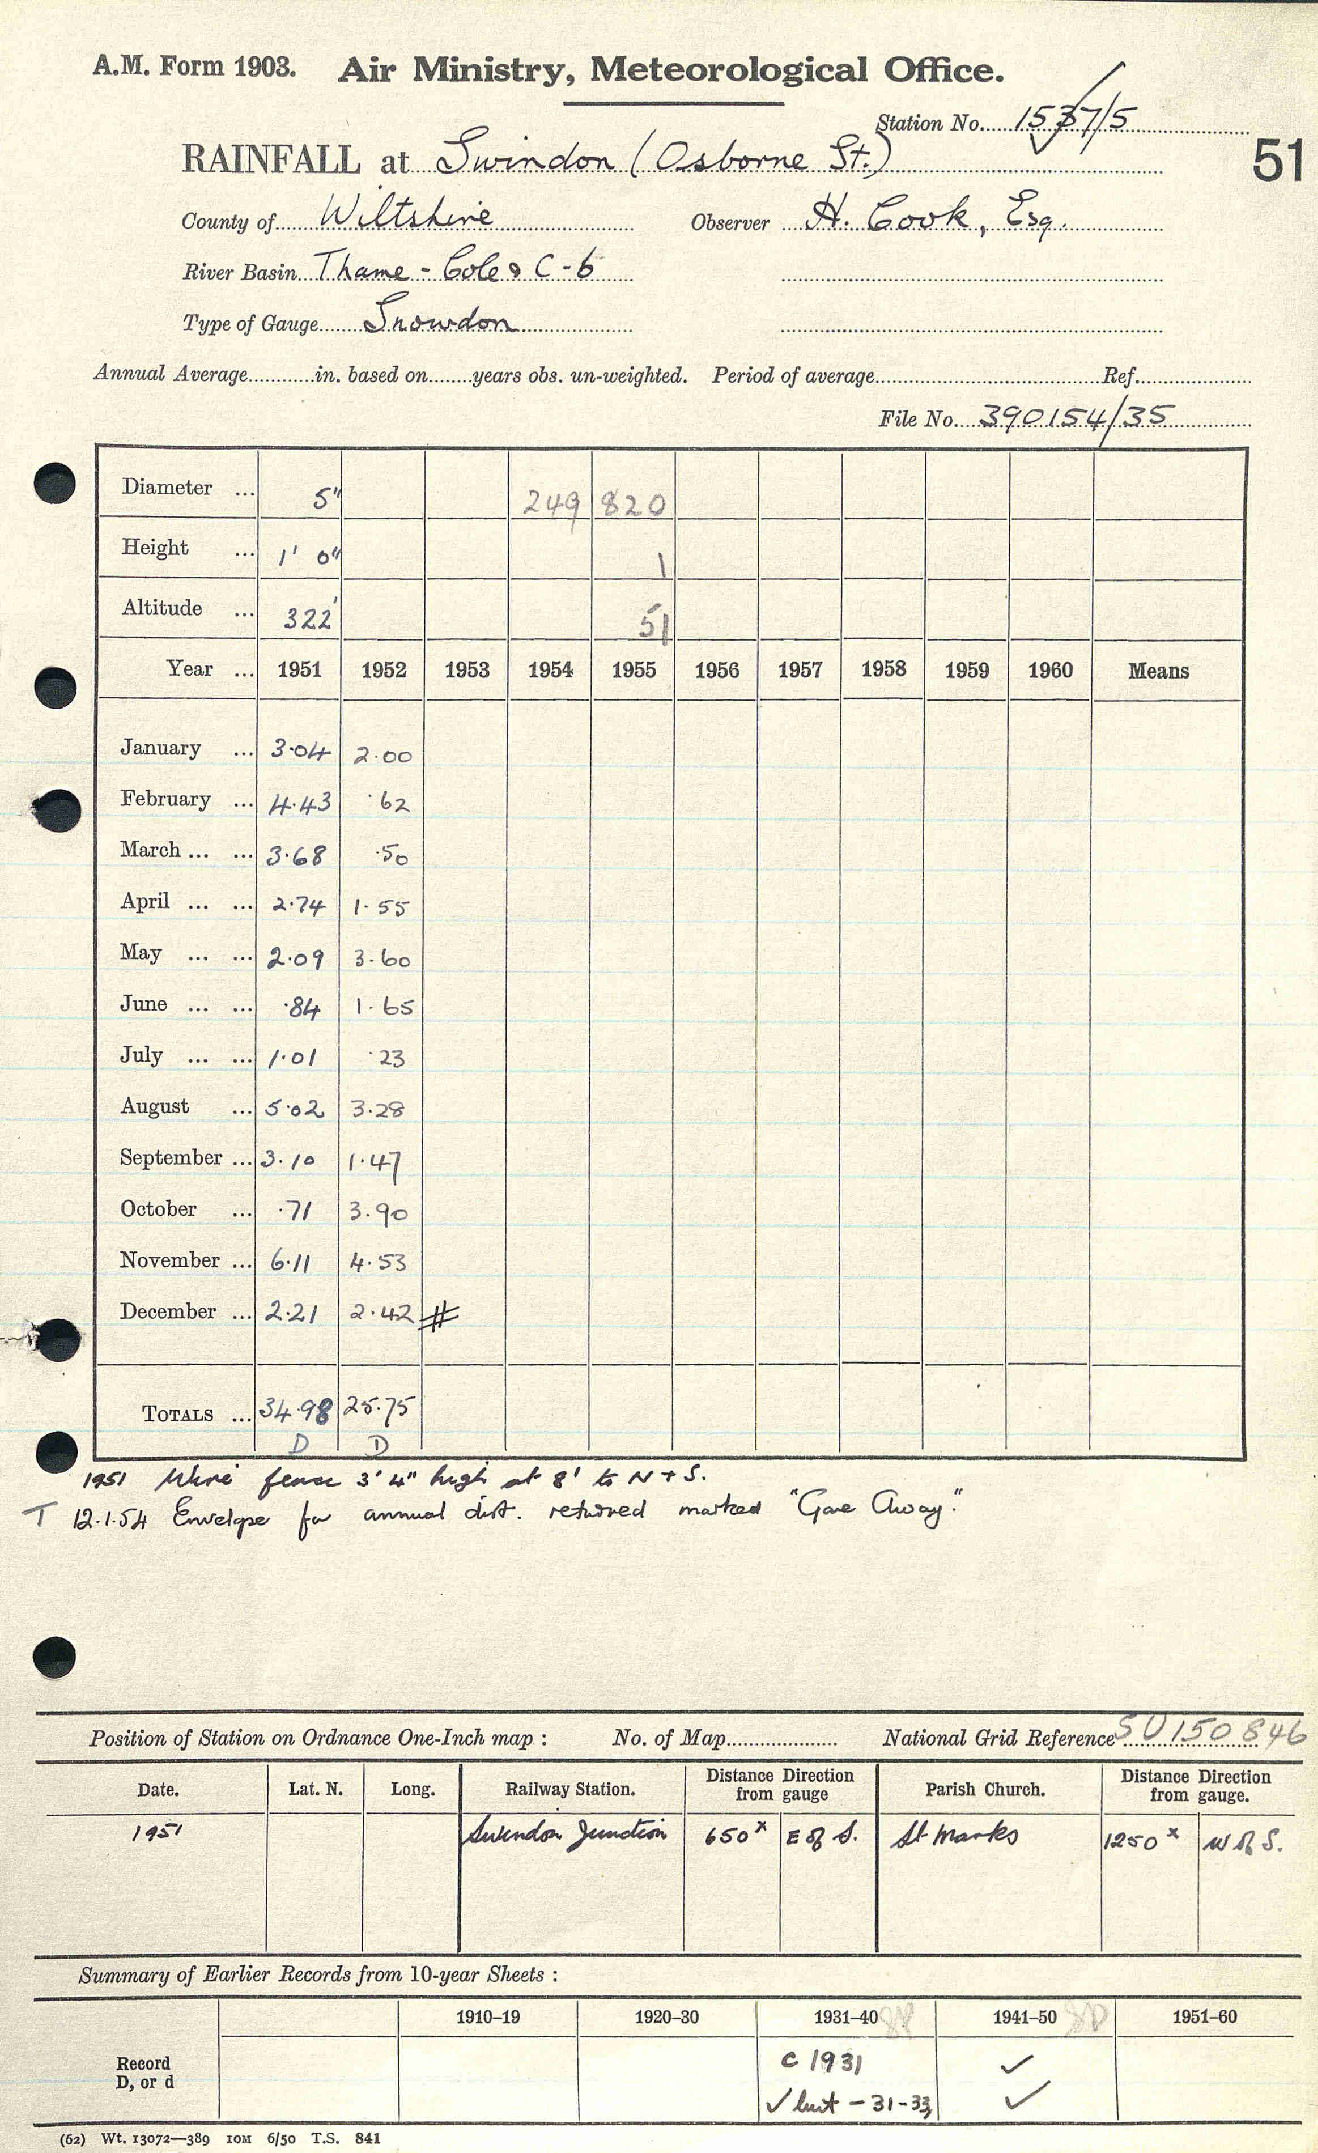 A.M. Form 1903. Air Ministry, Meteorological Office.
Station No. 1537/5
51
RAINFALL at Swindon (Osborne St.)
County of Wiltshire Observer H. Cook, Esq.
River Basin Thame - Cole & C-6
Type of Gauge Snowdon
Annual Average in. based on years obs. un-weighted. Period of average Ref.
File No. 390154/35
Diameter ... 5" 249 820
Height ... 1' 0" 1
Altitude ... 322' 51
Year ... 1951 1952 1953 1954 1955 1956 1957 1958 1959 1960 Means
January ... 3·04 2·00
February ... 4·43 ·62
March ... ... 3·68 ·50
April ... ... 2·74 1·55
May ... ... 2·09 3·60
June ... ... ·84 1·65
July ... ... 1·01 ·23
August ... 5·02 3·28
September ... 3·10 1·47
October ... ·71 3·90
November ... 6·11 4·53
December ... 2·21 2·42 #
TOTALS ... 34·98 25·75
D D
1951 Wire fence 3' 4" high at 8' to N + S.
T 12.1.54 Envelope for annual dist. returned marked "Gone Away".
Position of Station on Ordnance One-Inch map : No. of Map National Grid Reference SU150846
Date. Lat. N. Long. Railway Station. Distance Direction from gauge Parish Church. Distance Direction from gauge.
1951 Swindon Junction 650x E of S. St Marks 1250x W of S.
Summary of Earlier Records from 10-year Sheets :
1910–19 1920–30 1931–40 1941–50 1951–60
Record
D, or d
c 1931 ✓
✓ but - 31-33 ✓
(62) Wt. 13072—389 10M 6/50 T.S. 841